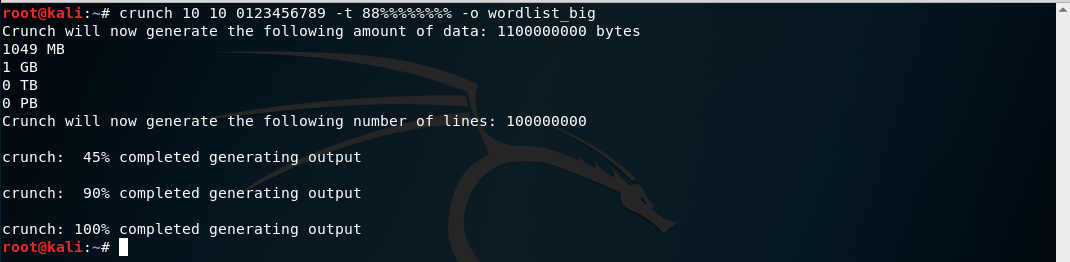 root@kali:~# crunch 10 10 0123456789 -t 88%%%%%%%% -o wordlist_big
Crunch will now generate the following amount of data: 1100000000 bytes
1049 MB
1 GB
0 TB
0 PB
Crunch will now generate the following number of lines: 100000000
crunch:  45% completed generating output
crunch:  90% completed generating output
crunch: 100% completed generating output
root@kali:~#